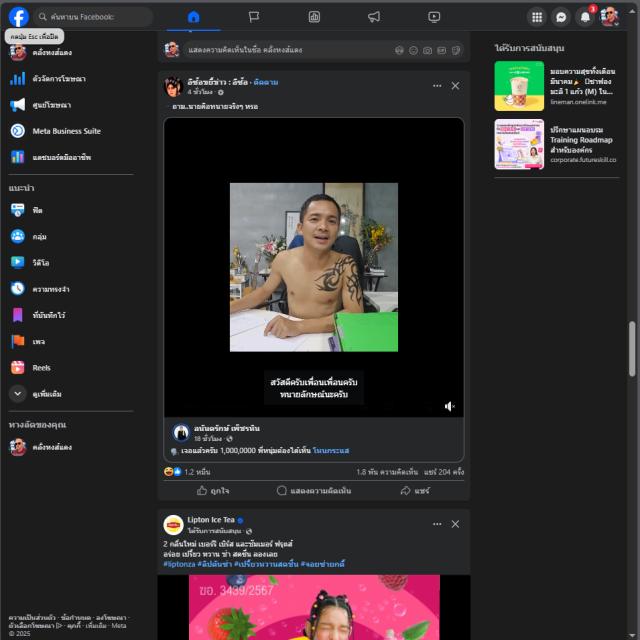 ค้นหาบน Facebook:
3
กดปุ่ม Esc เพื่อปิด
คลั่งหงส์แดง
ตัวจัดการโฆษณา
ศูนย์โฆษณา
Meta Business Suite
แดชบอร์ดมืออาชีพ
แนะนำ
ฟีด
กลุ่ม
วิดีโอ
ความทรงจำ
ที่บันทึกไว้
เพจ
Reels
ดูเพิ่มเติม
ทางลัดของคุณ
คลั่งหงส์แดง
ความเป็นส่วนตัว · ข้อกำหนด · ลงโฆษณา ·
ตัวเลือกโฆษณา · คุกกี้ · เพิ่มเติม · Meta
© 2025
แสดงความคิดเห็นในชื่อ คลั่งหงส์แดง
อีซ้อขยี้ข่าว : อีซ้อ · ติดตาม
4 ชั่วโมง ·
ถาม..นายคือทนายจริงๆ หรอ
สวัสดีครับเพื่อนเพื่อนครับ
ทนายลักษณ์นะครับ
อนันตรักษ์ เพ็ชรหิน
18 ชั่วโมง ·
เจอแล้วครับ 1,000,0000 ที่หนุ่มต้องได้เห็น โหนกระแส
1.2 หมื่น
1.8 พัน ความคิดเห็น แชร์ 204 ครั้ง
ถูกใจ
แสดงความคิดเห็น
แชร์
Lipton Ice Tea
ได้รับการสนับสนุน ·
2 กลิ่นใหม่ เบอร์รี่ เบิร์ส และซัมเมอร์ ฟรุตส์
อร่อย เปรี้ยว หวาน ซ่า สดชื่น ลองเลย
#liptonza #ลิปตันซ่า #เปรี้ยวหวานสดชื่น #จอยซ่ายกดี้
ฆอ. 3439/2567
ได้รับการสนับสนุน
มอบความสุขทั้งเดือน
มีนาคม
มะลิ 1 แก้ว (M) ใน...
lineman.onelink.me
ปรึกษาแผนอบรม
Training Roadmap
สำหรับองค์กร
corporate.futureskill.co